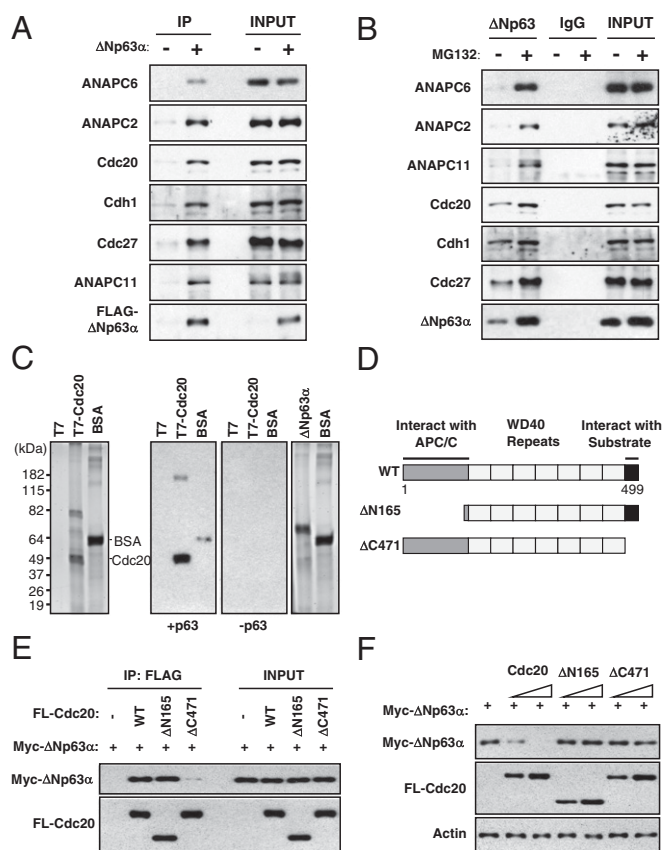 A
IP INPUT
ΔNp63α: - + - +
ANAPC6
ANAPC2
Cdc20
Cdh1
Cdc27
ANAPC11
FLAG-
ΔNp63α
B
ΔNp63 IgG INPUT
MG132: - + - + - +
ANAPC6
ANAPC2
ANAPC11
Cdc20
Cdh1
Cdc27
ΔNp63α
C
T7 T7-Cdc20 BSA T7 T7-Cdc20 BSA T7 T7-Cdc20 BSA ΔNp63α BSA
(kDa)
182
115
82
64
49
37
26
19
BSA
Cdc20
+p63 -p63
D
Interact with WD40 Interact with
APC/C Repeats Substrate
WT
1 499
ΔN165
ΔC471
E
IP: FLAG INPUT
FL-Cdc20: - WT ΔN165 ΔC471 - WT ΔN165 ΔC471
Myc-ΔNp63α: + + + + + + + +
Myc-ΔNp63α
FL-Cdc20
F
Cdc20 ΔN165 ΔC471
Myc-ΔNp63α: + + + + + + +
Myc-ΔNp63α
FL-Cdc20
Actin